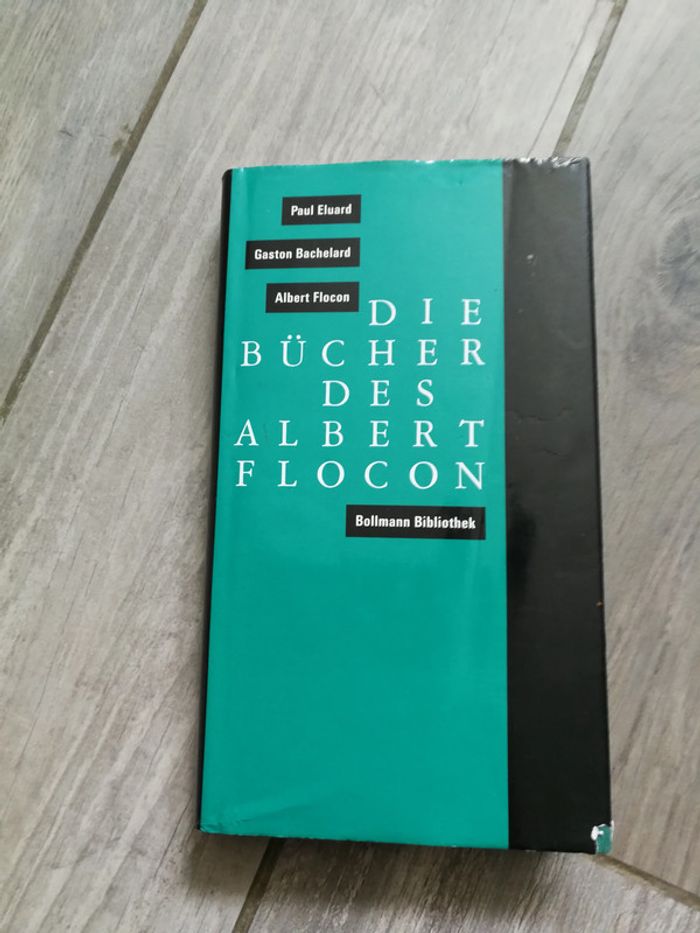 Paul Eluard
Gaston Bachelard
Albert Flocon
DIE
BÜCHER
DES
ALBERT
FLOCON
Bollmann Bibliothek